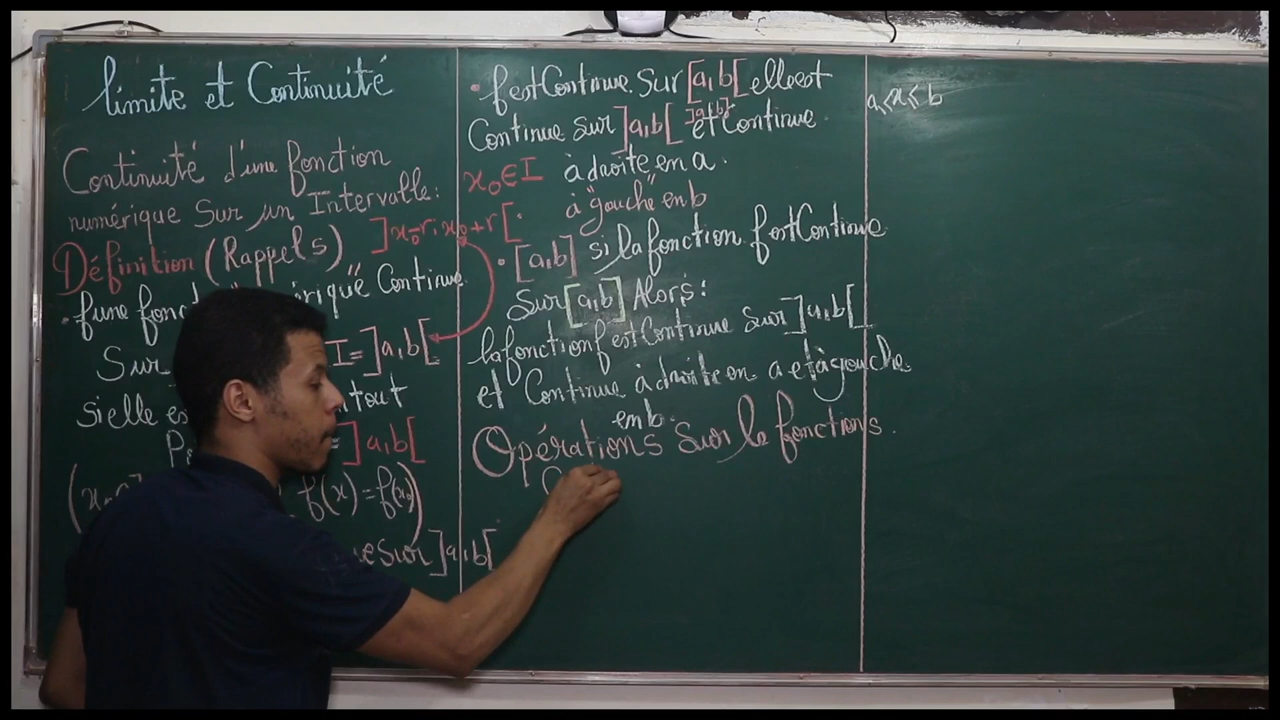 limite et Continuité
Continuité d'une fonction
numérique Sur un Intervalle:
]x₀-r; x₀+r[
Définition (Rappels)
• f une fonc érique Continue
Sur I=]a,b[
si elle es tout
]a,b[
f(x)=f(x₀))
ue Sur ]a,b[
• f est Continue Sur [a,b[ elle est
]a,b]
Continue sur ]a,b[ et Continue
x₀∈I à droite en a.
à "gauche" en b
• [a,b] si la fonction f est Continue
Sur [a,b] Alors:
la fonction f est Continue sur ]a,b[
et Continue à droite en a et à gauche
en b.
Opérations Sur le fonctions.
C
a≤x≤b